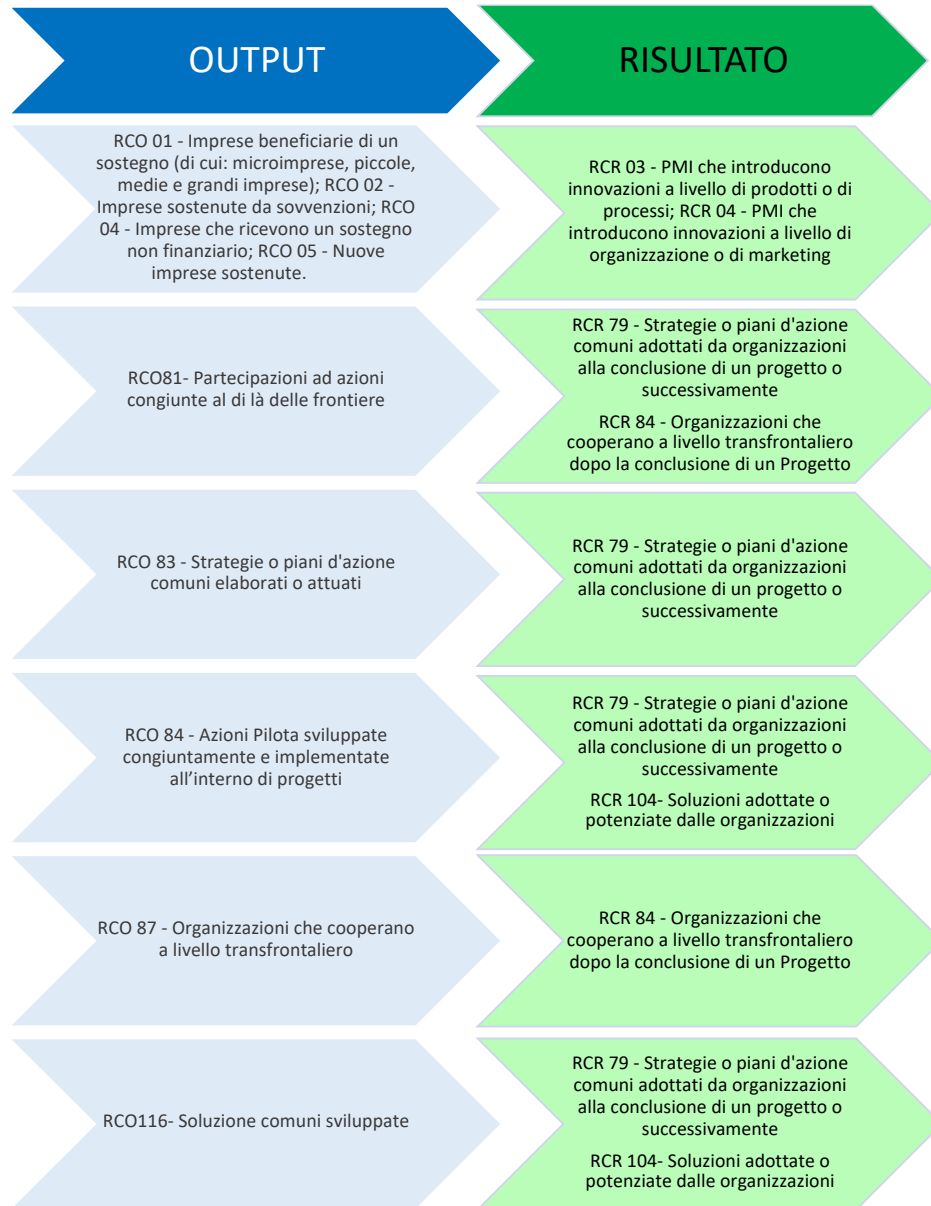 OUTPUT
RISULTATO
RCO 01 - Imprese beneficiarie di un
sostegno (di cui: microimprese, piccole,
medie e grandi imprese); RCO 02 -
Imprese sostenute da sovvenzioni; RCO
04 - Imprese che ricevono un sostegno
non finanziario; RCO 05 - Nuove
imprese sostenute.
RCR 03 - PMI che introducono
innovazioni a livello di prodotti o di
processi; RCR 04 - PMI che
introducono innovazioni a livello di
organizzazione o di marketing
RCO81- Partecipazioni ad azioni
congiunte al di là delle frontiere
RCR 79 - Strategie o piani d'azione
comuni adottati da organizzazioni
alla conclusione di un progetto o
successivamente
RCR 84 - Organizzazioni che
cooperano a livello transfrontaliero
dopo la conclusione di un Progetto
RCO 83 - Strategie o piani d'azione
comuni elaborati o attuati
RCR 79 - Strategie o piani d'azione
comuni adottati da organizzazioni
alla conclusione di un progetto o
successivamente
RCO 84 - Azioni Pilota sviluppate
congiuntamente e implementate
all’interno di progetti
RCR 79 - Strategie o piani d'azione
comuni adottati da organizzazioni
alla conclusione di un progetto o
successivamente
RCR 104- Soluzioni adottate o
potenziate dalle organizzazioni
RCO 87 - Organizzazioni che cooperano
a livello transfrontaliero
RCR 84 - Organizzazioni che
cooperano a livello transfrontaliero
dopo la conclusione di un Progetto
RCO116- Soluzione comuni sviluppate
RCR 79 - Strategie o piani d'azione
comuni adottati da organizzazioni
alla conclusione di un progetto o
successivamente
RCR 104- Soluzioni adottate o
potenziate dalle organizzazioni